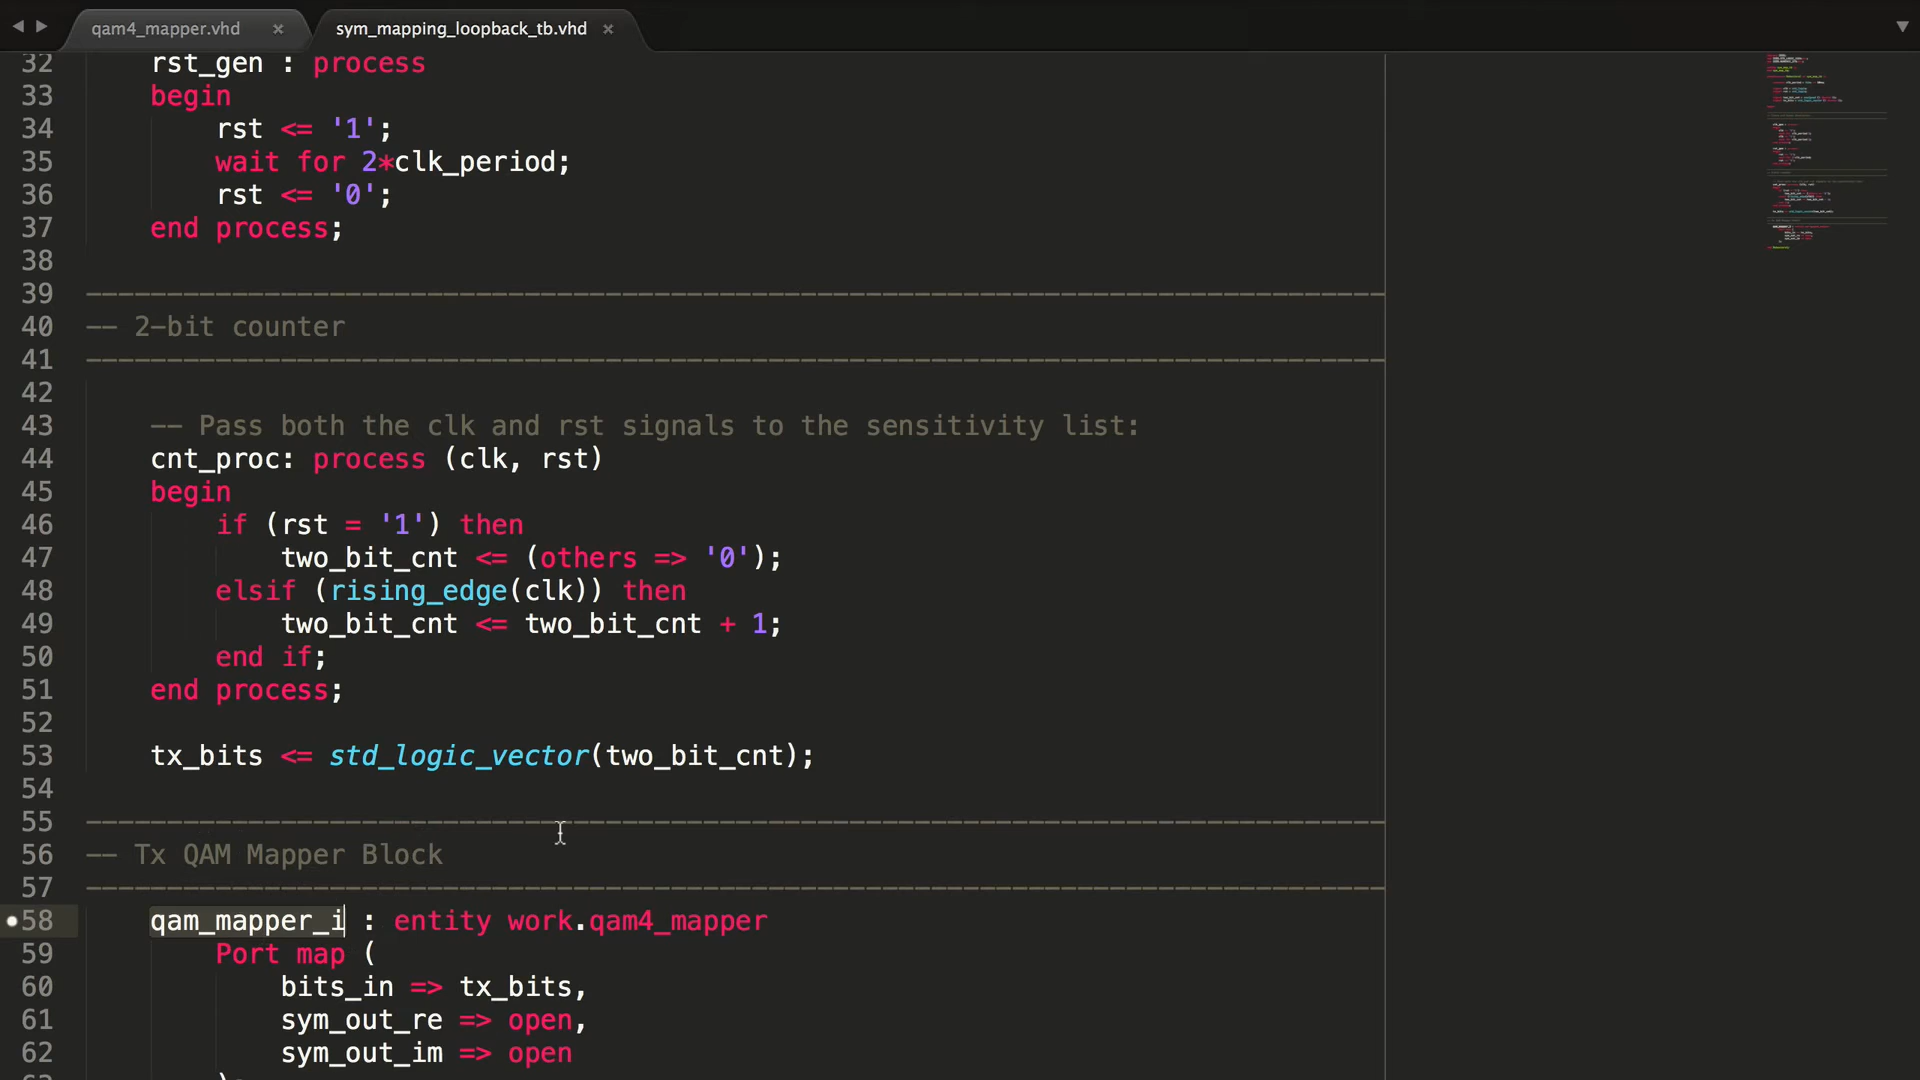 qam4_mapper.vhd × sym_mapping_loopback_tb.vhd ×
32 rst_gen : process
33 begin
34 rst <= '1';
35 wait for 2*clk_period;
36 rst <= '0';
37 end process;
38
39 --------------------------------------------------------------------------------
40 -- 2-bit counter
41 --------------------------------------------------------------------------------
42
43 -- Pass both the clk and rst signals to the sensitivity list:
44 cnt_proc: process (clk, rst)
45 begin
46 if (rst = '1') then
47 two_bit_cnt <= (others => '0');
48 elsif (rising_edge(clk)) then
49 two_bit_cnt <= two_bit_cnt + 1;
50 end if;
51 end process;
52
53 tx_bits <= std_logic_vector(two_bit_cnt);
54
55 --------------------------------------------------------------------------------
56 -- Tx QAM Mapper Block
57 --------------------------------------------------------------------------------
58 qam_mapper_i : entity work.qam4_mapper
59 Port map (
60 bits_in => tx_bits,
61 sym_out_re => open,
62 sym_out_im => open